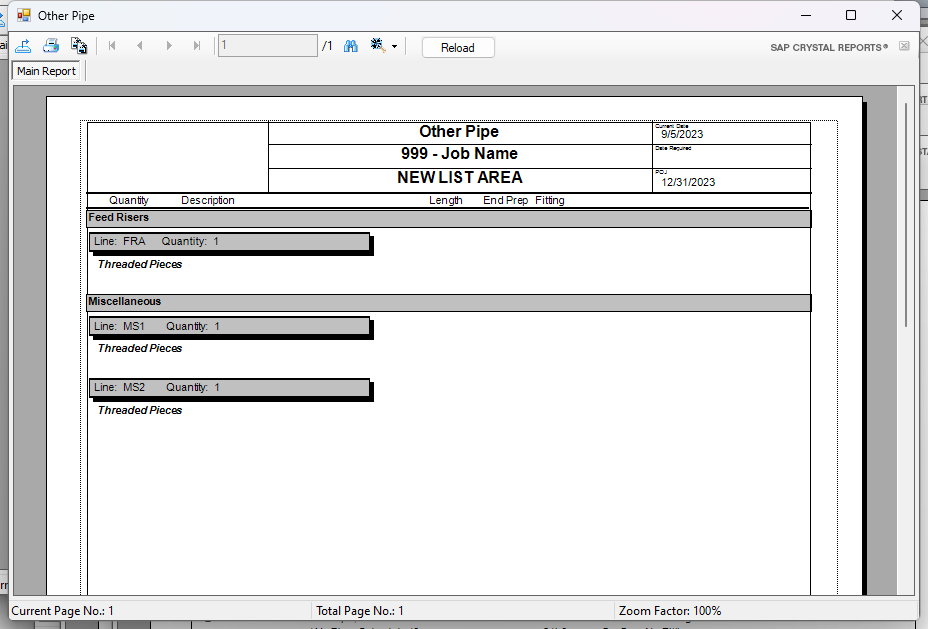 Other Pipe
1 /1 Reload SAP CRYSTAL REPORTS®
Main Report
Other Pipe
Current Date
9/5/2023
999 - Job Name
Date Required
NEW LIST AREA
POJ
12/31/2023
Quantity Description Length End Prep Fitting
Feed Risers
Line: FRA Quantity: 1
Threaded Pieces
Miscellaneous
Line: MS1 Quantity: 1
Threaded Pieces
Line: MS2 Quantity: 1
Threaded Pieces
Current Page No.: 1 Total Page No.: 1 Zoom Factor: 100%